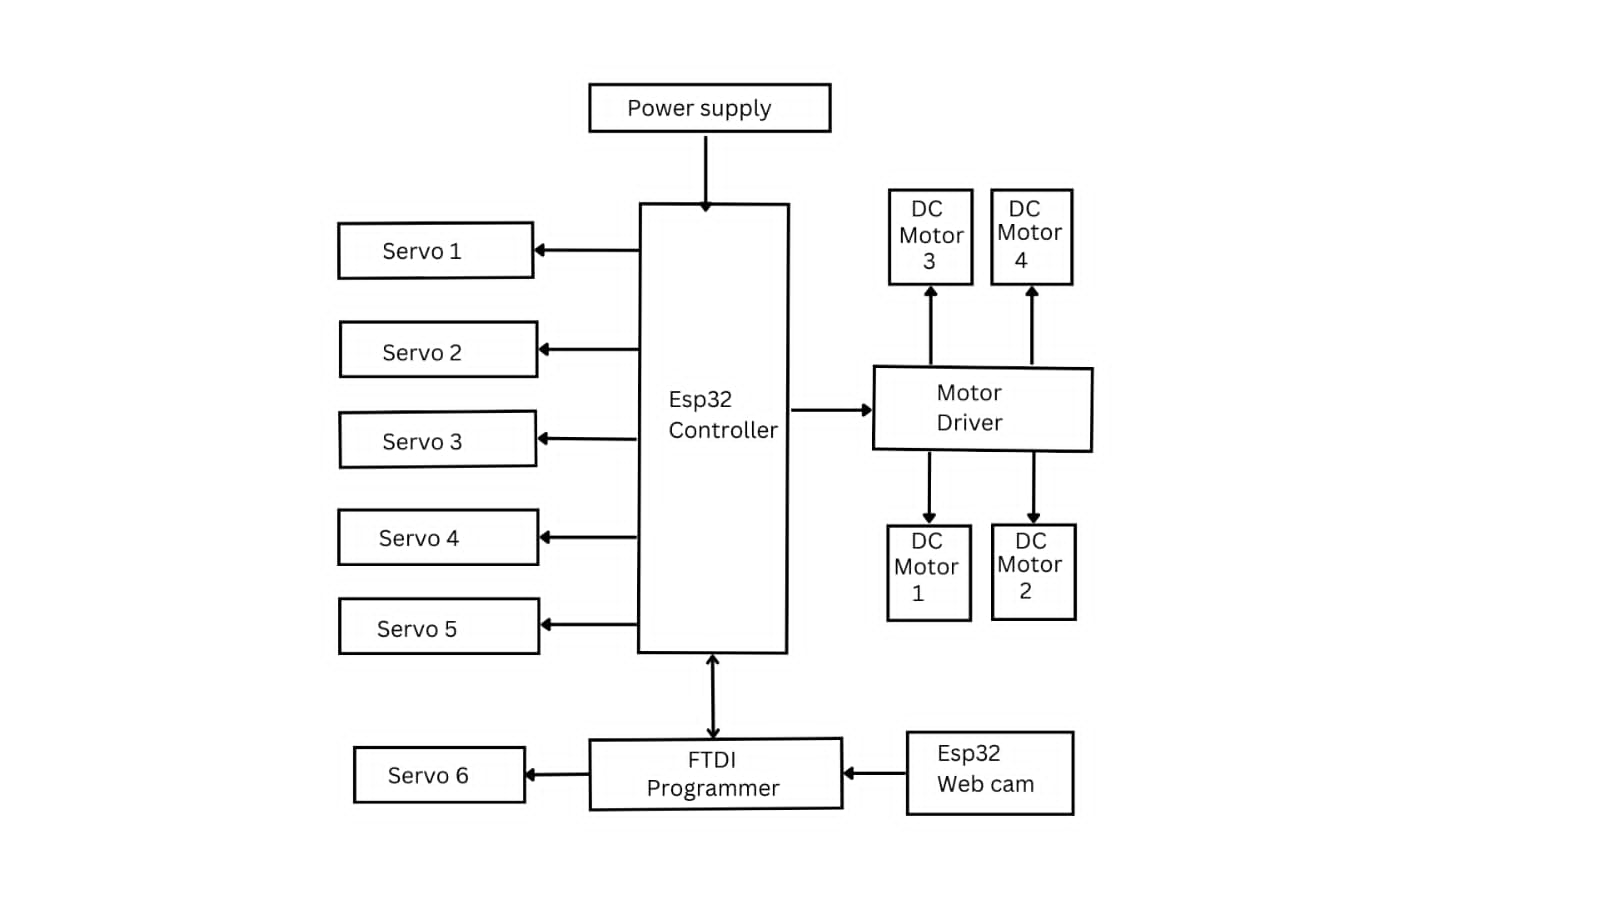 Power supply
Servo 1
Servo 2
Servo 3
Servo 4
Servo 5
Esp32
Controller
DC
Motor
3
DC
Motor
4
Motor
Driver
DC
Motor
1
DC
Motor
2
Servo 6
FTDI
Programmer
Esp32
Web cam